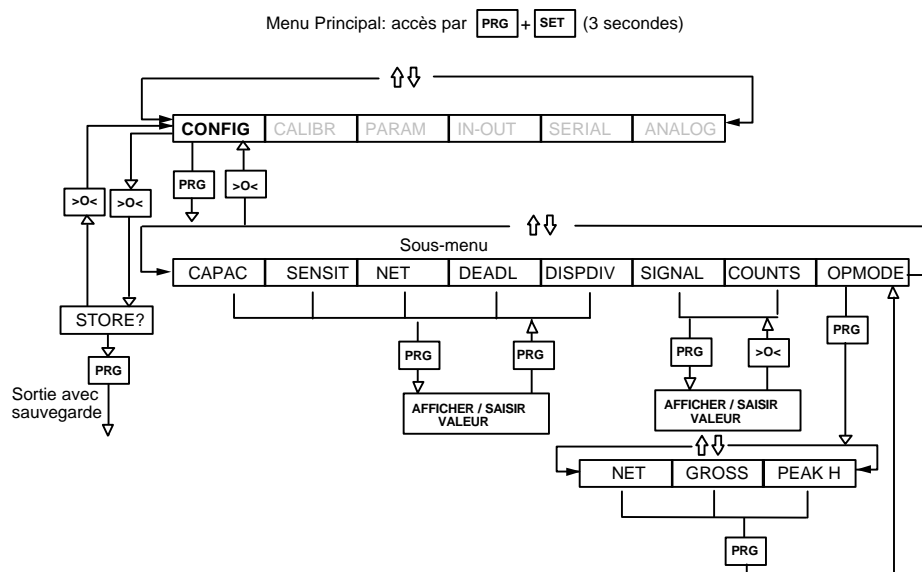 Menu Principal: accès par PRG + SET (3 secondes)
CONFIG CALIBR PARAM IN-OUT SERIAL ANALOG
PRG >O<
>O< >O<
Sous-menu
CAPAC SENSIT NET DEADL DISPDIV SIGNAL COUNTS OPMODE
STORE?
PRG
PRG PRG PRG >O<
PRG
Sortie avec
sauvegarde
AFFICHER / SAISIR
VALEUR
AFFICHER / SAISIR
VALEUR
NET GROSS PEAK H
PRG